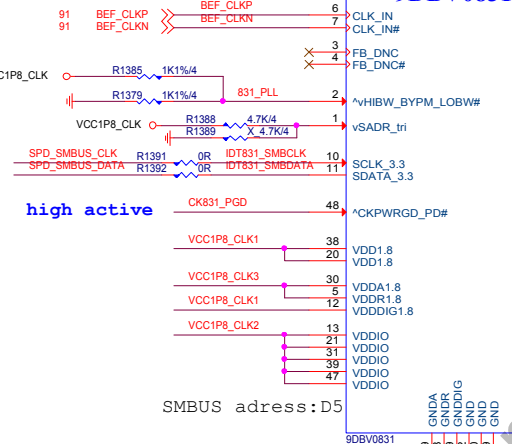 9DBV0831
91 BEF_CLKP BEF_CLKP 6 CLK_IN
91 BEF_CLKN BEF_CLKN 7 CLK_IN#
3 FB_DNC
4 FB_DNC#
C1P8_CLK R1385 1K1%/4
R1379 1K1%/4 831_PLL 2 ^vHIBW_BYPM_LOBW#
VCC1P8_CLK R1388 4.7K/4 1 vSADR_tri
R1389 X_4.7K/4
SPD_SMBUS_CLK R1391 0R IDT831_SMBCLK 10 SCLK_3.3
SPD_SMBUS_DATA R1392 0R IDT831_SMBDATA 11 SDATA_3.3
high active CK831_PGD 48 ^CKPWRGD_PD#
VCC1P8_CLK1 38 VDD1.8
20 VDD1.8
VCC1P8_CLK3 30 VDDA1.8
5 VDDR1.8
VCC1P8_CLK1 12 VDDDIG1.8
VCC1P8_CLK2 13 VDDIO
21 VDDIO
31 VDDIO
39 VDDIO
47 VDDIO
SMBUS adress:D5
GNDA
GNDR
GNDDIG
GND
GND
GND
9DBV0831